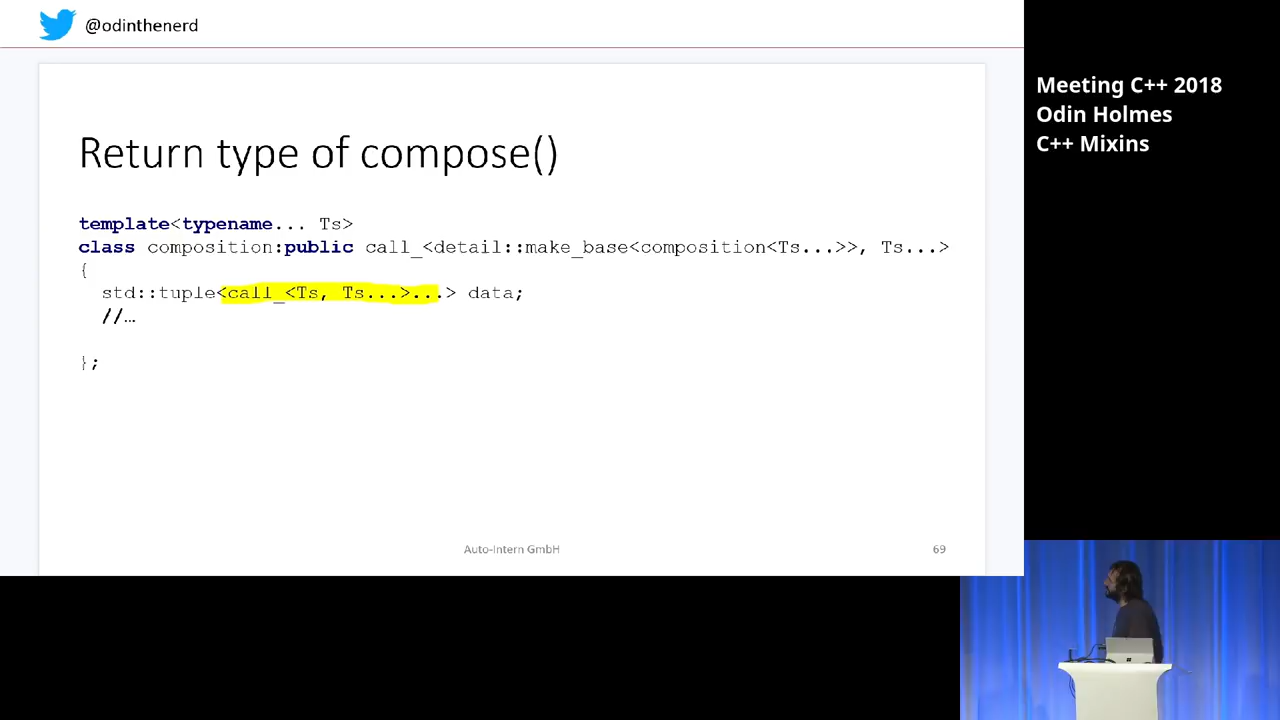 @odinthenerd
Return type of compose()
template<typename... Ts>
class composition:public call_<detail::make_base<composition<Ts...>>, Ts...>
{
std::tuple<call_<Ts, Ts...>...> data;
//…
};
Auto-Intern GmbH
69
Meeting C++ 2018
Odin Holmes
C++ Mixins